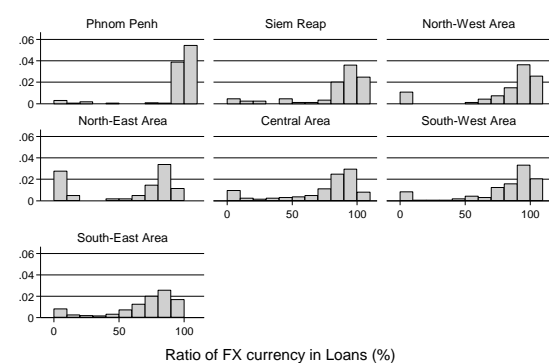 Phnom Penh Siem Reap North-West Area
.06
.04
.02
0
North-East Area Central Area South-West Area
.06
.04
.02
0
0 50 100 0 50 100
South-East Area
.06
.04
.02
0
0 50 100
Ratio of FX currency in Loans (%)